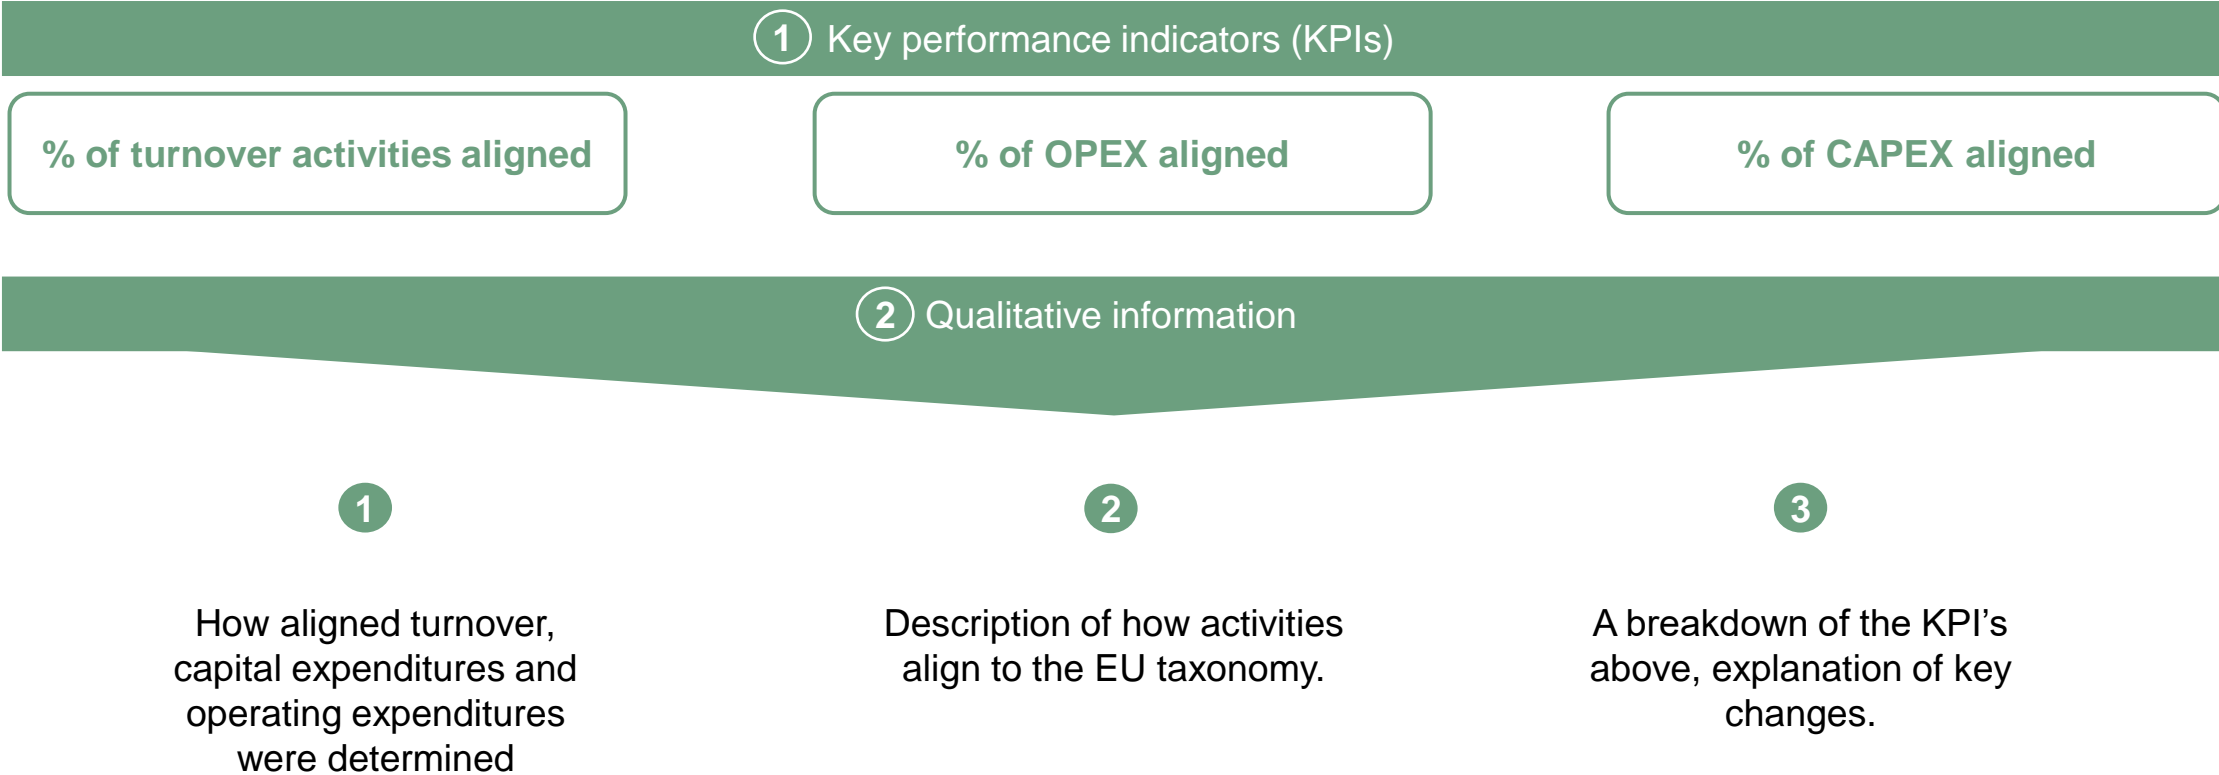 1 Key performance indicators (KPIs)
% of turnover activities aligned
% of OPEX aligned
% of CAPEX aligned
2 Qualitative information
1
How aligned turnover,
capital expenditures and
operating expenditures
were determined
2
Description of how activities
align to the EU taxonomy.
3
A breakdown of the KPI’s
above, explanation of key
changes.